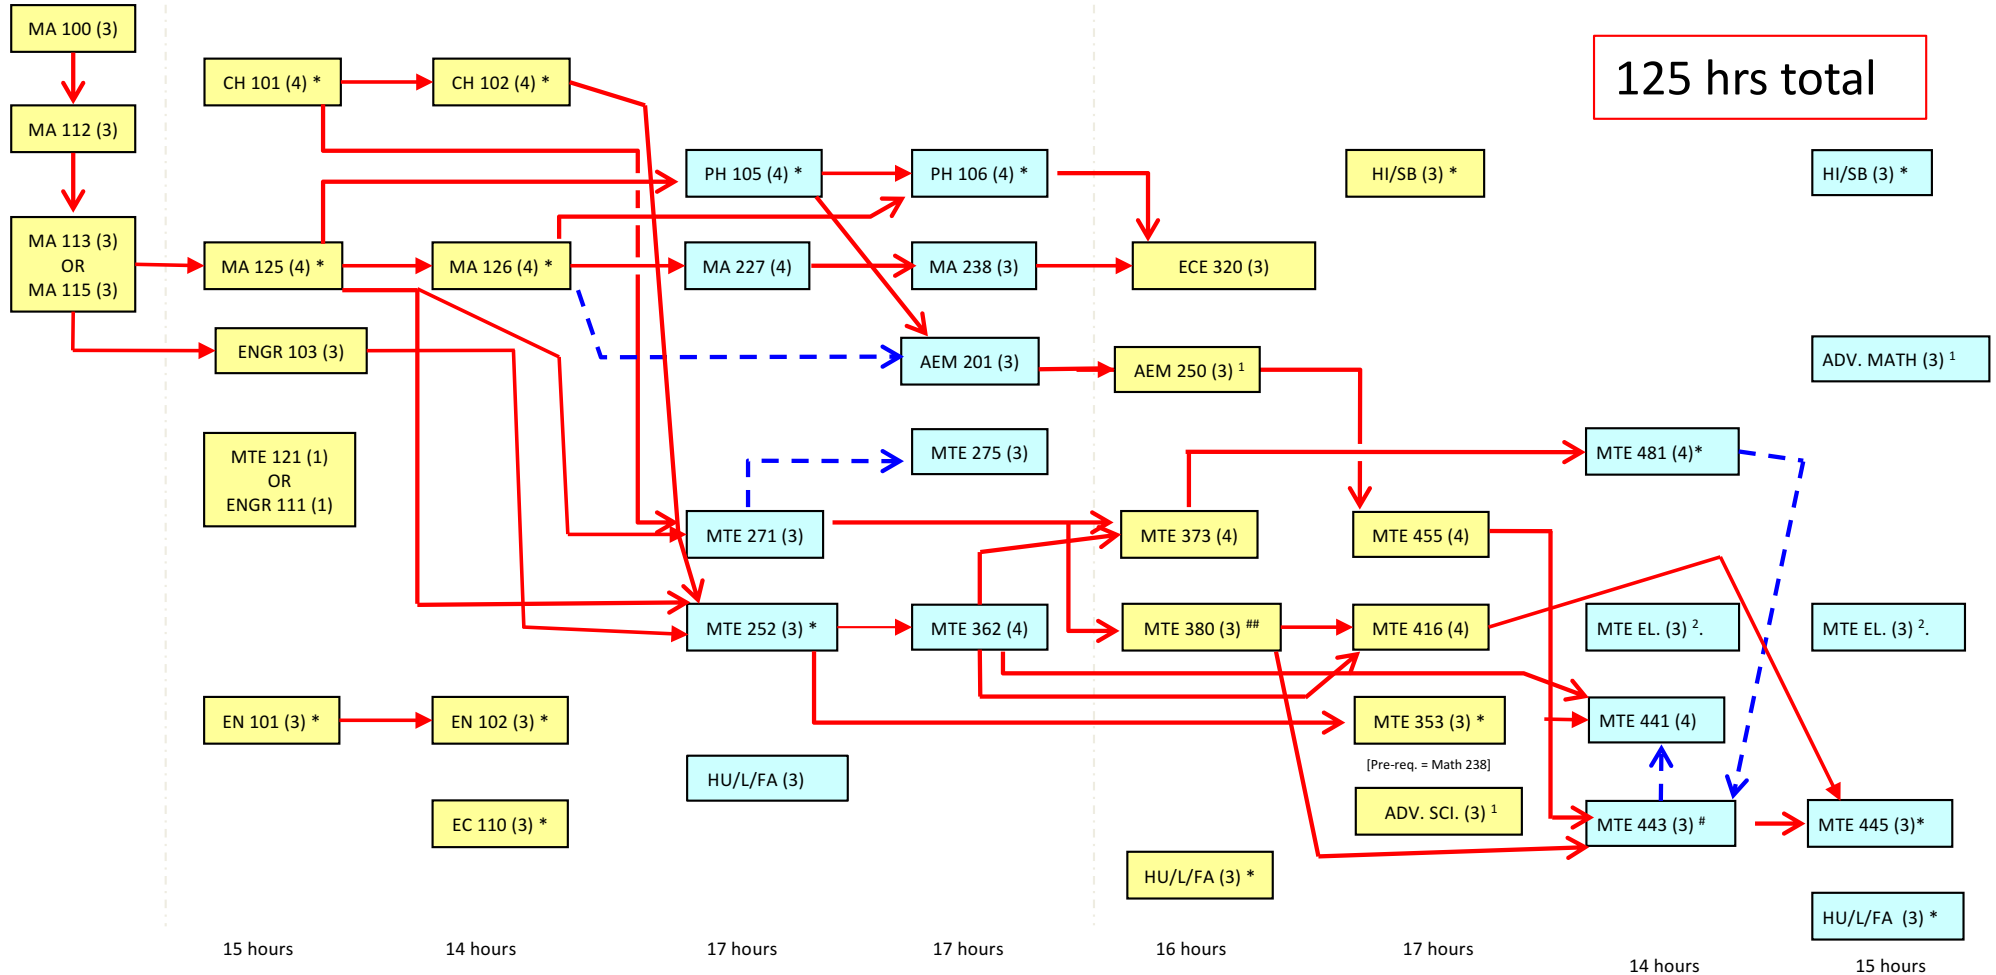 MA 100 (3)
MA 112 (3)
MA 113 (3)
OR
MA 115 (3)
CH 101 (4) *
MA 125 (4) *
ENGR 103 (3)
MTE 121 (1)
OR
ENGR 111 (1)
EN 101 (3) *
15 hours
CH 102 (4) *
MA 126 (4) *
EN 102 (3) *
EC 110 (3) *
14 hours
PH 105 (4) *
MA 227 (4)
MTE 271 (3)
MTE 252 (3) *
HU/L/FA (3)
17 hours
PH 106 (4) *
MA 238 (3)
AEM 201 (3)
MTE 275 (3)
MTE 362 (4)
17 hours
ECE 320 (3)
AEM 250 (3) 1
MTE 373 (4)
MTE 380 (3) ##
HU/L/FA (3) *
16 hours
HI/SB (3) *
MTE 455 (4)
MTE 416 (4)
MTE 353 (3) *
[Pre-req. = Math 238]
ADV. SCI. (3) 1
17 hours
125 hrs total
MTE 481 (4)*
MTE EL. (3) 2.
MTE 441 (4)
MTE 443 (3) #
14 hours
HI/SB (3) *
ADV. MATH (3) 1
MTE EL. (3) 2.
MTE 445 (3)*
HU/L/FA (3) *
15 hours